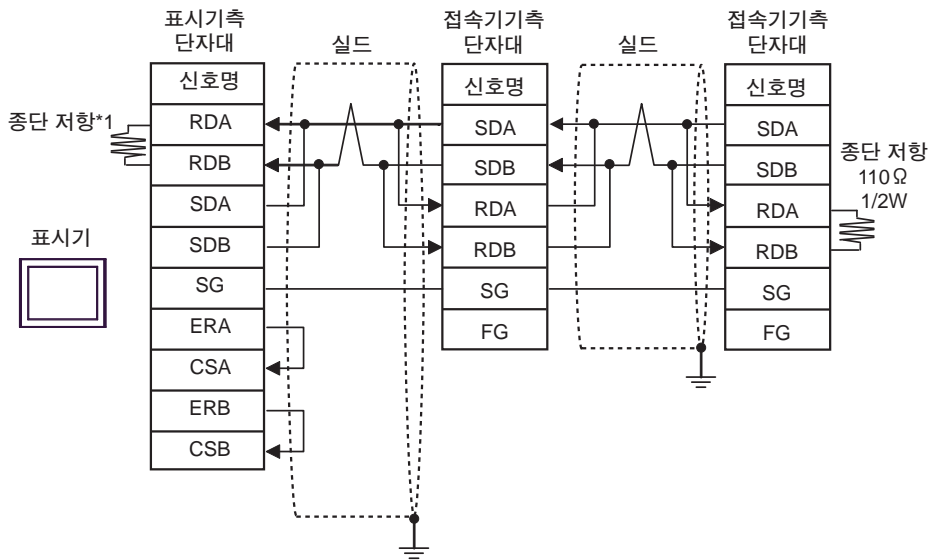 표시기측
단자대
실드
접속기기측
단자대
실드
접속기기측
단자대
종단 저항*1
표시기
신호명
RDA
RDB
SDA
SDB
SG
ERA
CSA
ERB
CSB
신호명
SDA
SDB
RDA
RDB
SG
FG
신호명
SDA
SDB
RDA
RDB
SG
FG
종단 저항
110Ω
1/2W